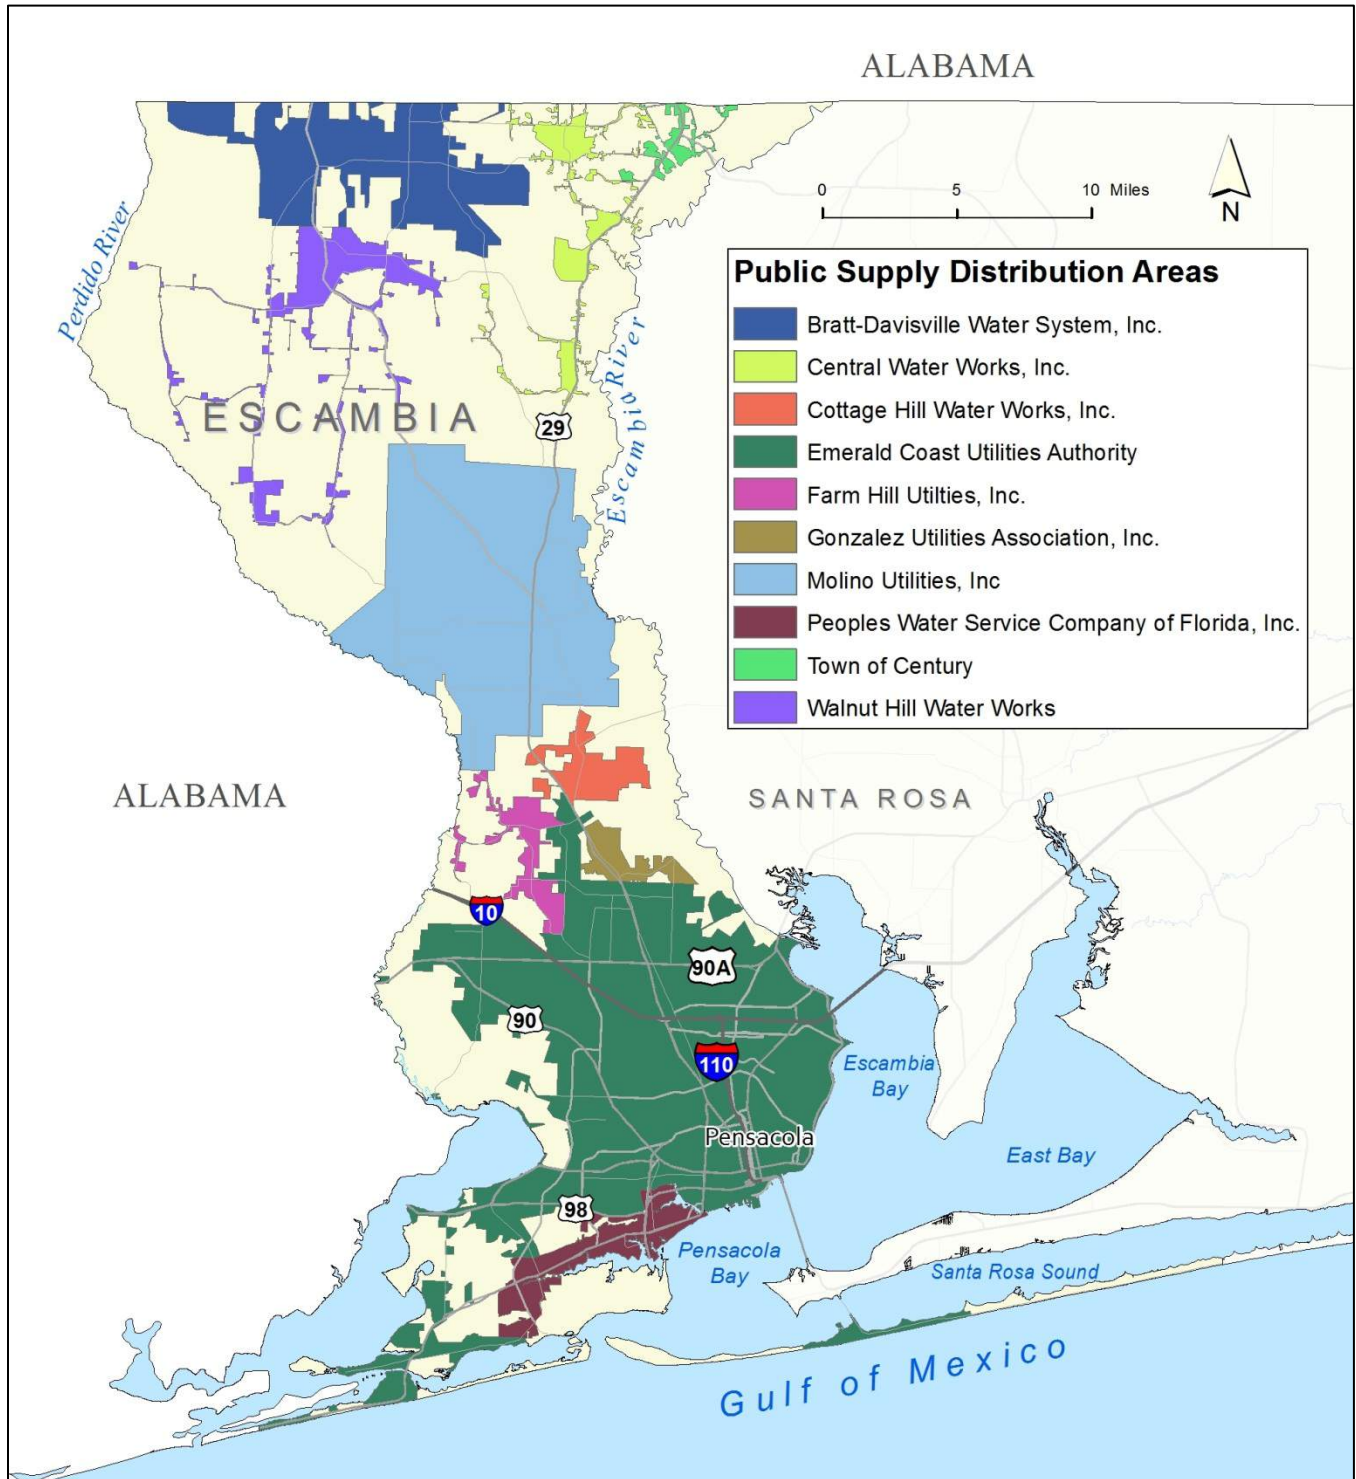 ALABAMA
N
0 5 10 Miles
Perdido River
Public Supply Distribution Areas
Bratt-Davisville Water System, Inc.
Central Water Works, Inc.
Cottage Hill Water Works, Inc.
Emerald Coast Utilities Authority
Farm Hill Utilties, Inc.
Gonzalez Utilities Association, Inc.
Molino Utilities, Inc
Peoples Water Service Company of Florida, Inc.
Town of Century
Walnut Hill Water Works
Escambia River
ESCAMBIA
29
ALABAMA
SANTA ROSA
10
90A
90
110
Escambia
Bay
Pensacola
East Bay
98
Pensacola
Bay
Santa Rosa Sound
Gulf of Mexico